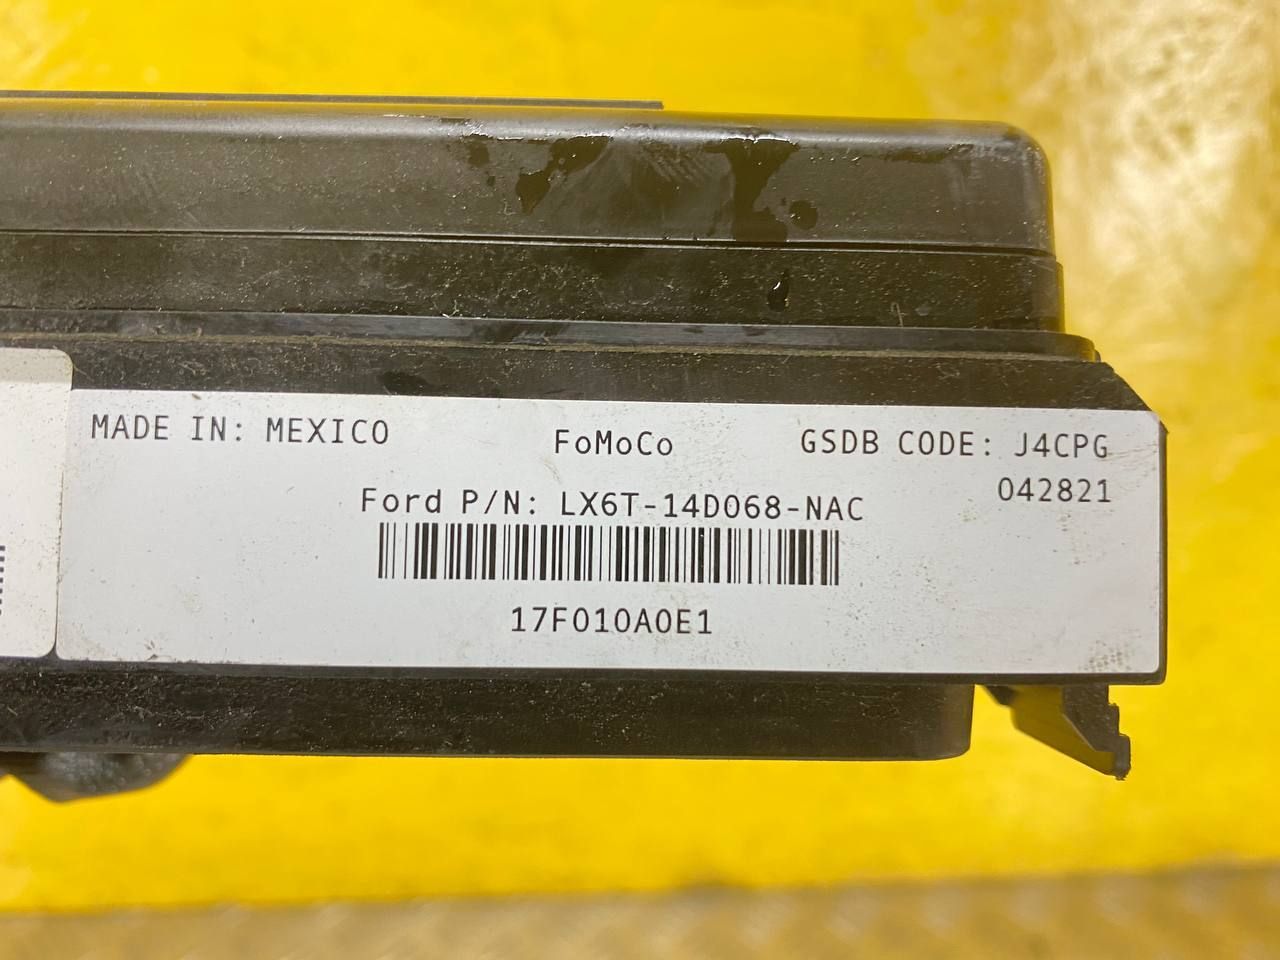 MADE IN: MEXICO
FoMoCo
GSDB CODE: J4CPG
042821
Ford P/N: LX6T-14D068-NAC
17F010A0E1